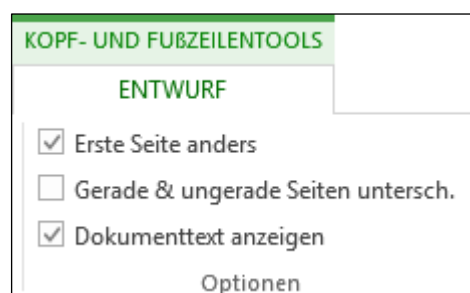 KOPF- UND FUßZEILENTOOLS
ENTWURF
Erste Seite anders
Gerade & ungerade Seiten untersch.
Dokumenttext anzeigen
Optionen